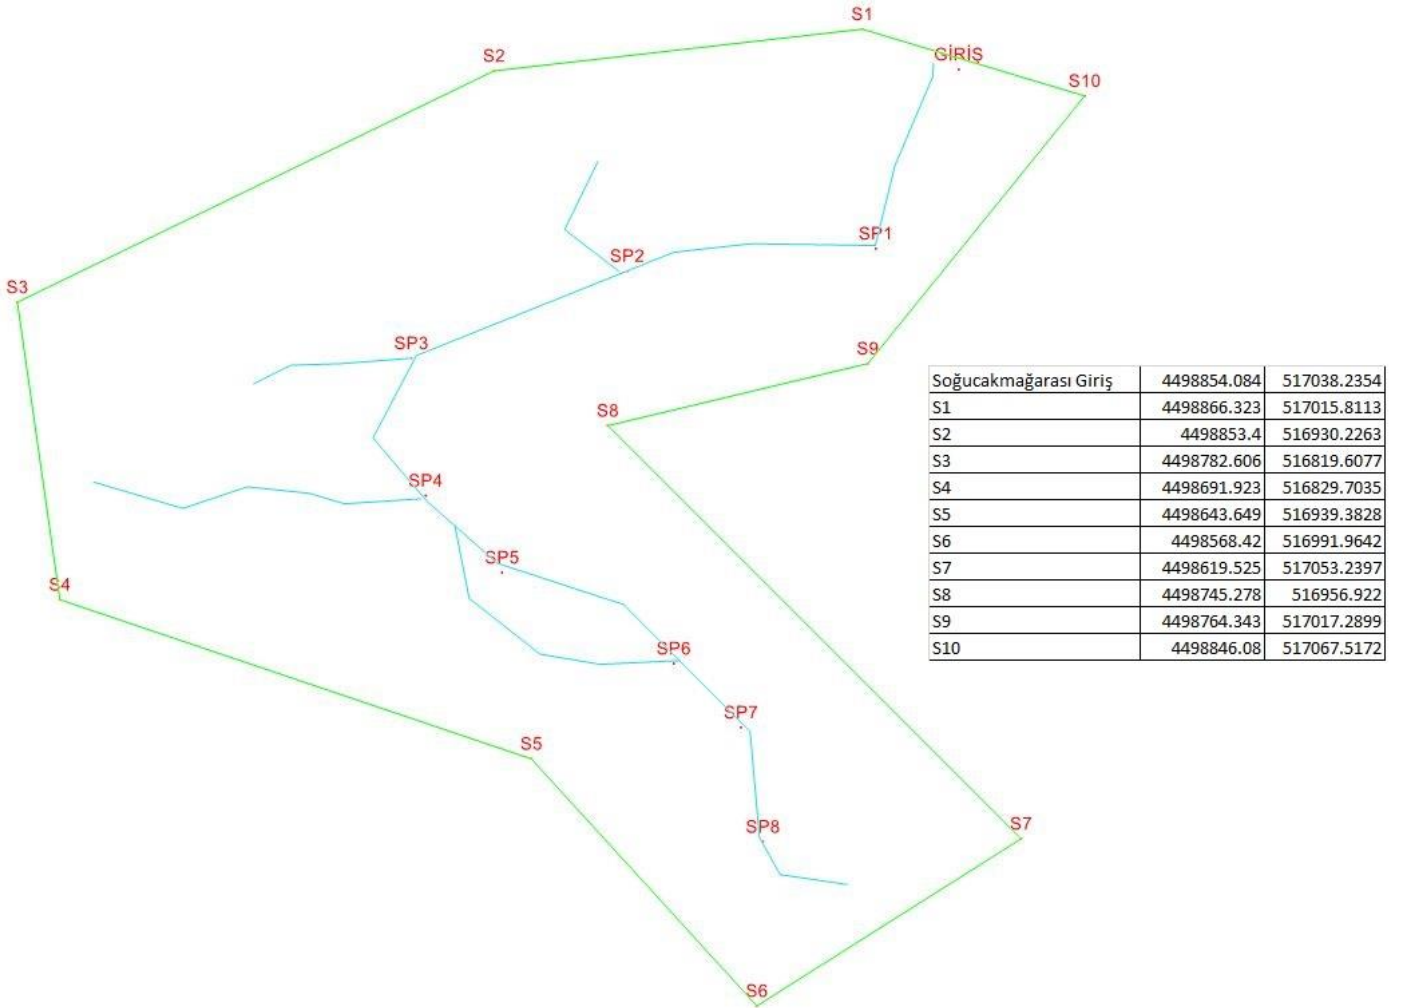 S1
S2
GİRİŞ
S10
SP1
SP2
S3
SP3
S9
S8
SP4
SP5
S4
SP6
SP7
S5
SP8
S7
S6
Soğucakmağarası Giriş 4498854.084 517038.2354
S1 4498866.323 517015.8113
S2 4498853.4 516930.2263
S3 4498782.606 516819.6077
S4 4498691.923 516829.7035
S5 4498643.649 516939.3828
S6 4498568.42 516991.9642
S7 4498619.525 517053.2397
S8 4498745.278 516956.922
S9 4498764.343 517017.2899
S10 4498846.08 517067.5172